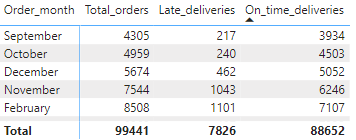 Order_month Total_orders Late_deliveries On_time_deliveries
September 4305 217 3934
October 4959 240 4503
December 5674 462 5052
November 7544 1043 6246
February 8508 1101 7107
Total 99441 7826 88652